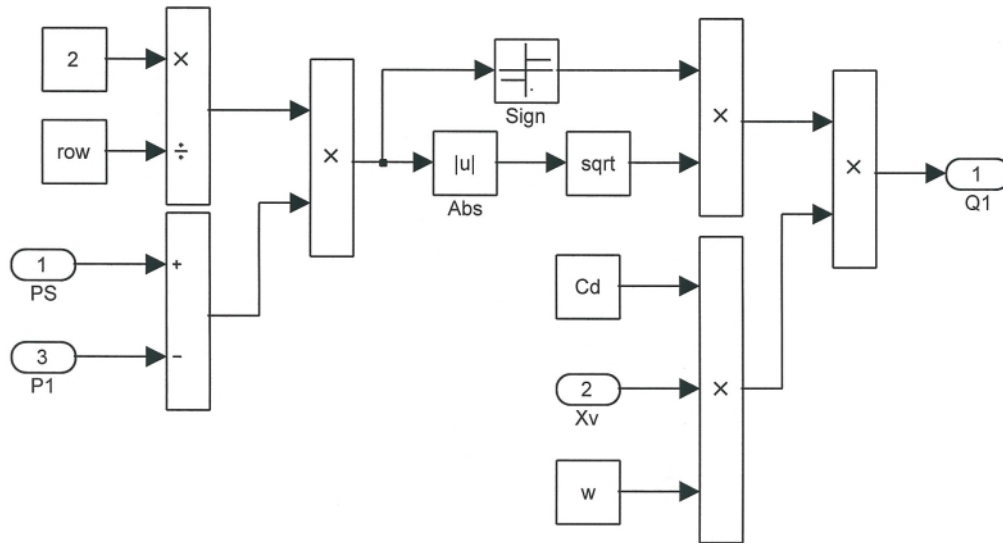 2
×
row
÷
1
+
PS
3
−
P1
×
Sign
|u|
Abs
sqrt
×
Cd
2
Xv
×
w
×
1
Q1